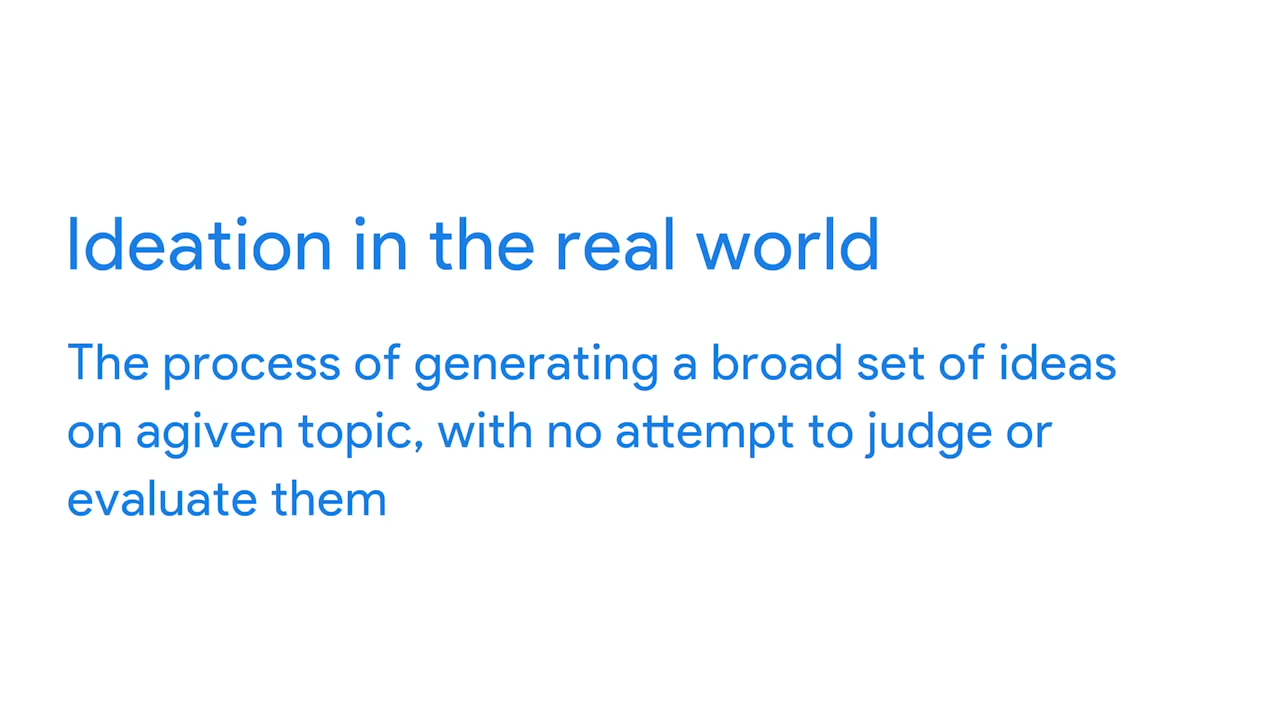 Ideation in the real world
The process of generating a broad set of ideas
on agiven topic, with no attempt to judge or
evaluate them